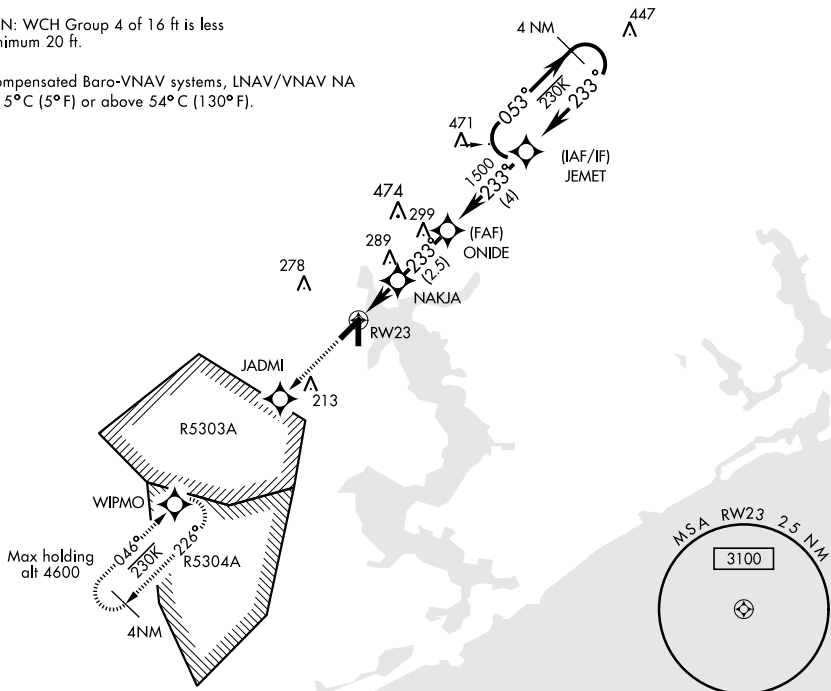 N: WCH Group 4 of 16 ft is less
nimum 20 ft.
ompensated Baro-VNAV systems, LNAV/VNAV NA
5°C (5°F) or above 54°C (130°F).
4 NM
447
053°
230K
233°
471
(IAF/IF)
JEMET
1500
233°
(4)
474
299
(FAF)
ONIDE
289
233°
(2.5)
278
NAKJA
RW23
JADMI
213
R5303A
WIPMO
046°
230K
226°
R5304A
Max holding
alt 4600
4NM
MSA RW23 25 NM
3100